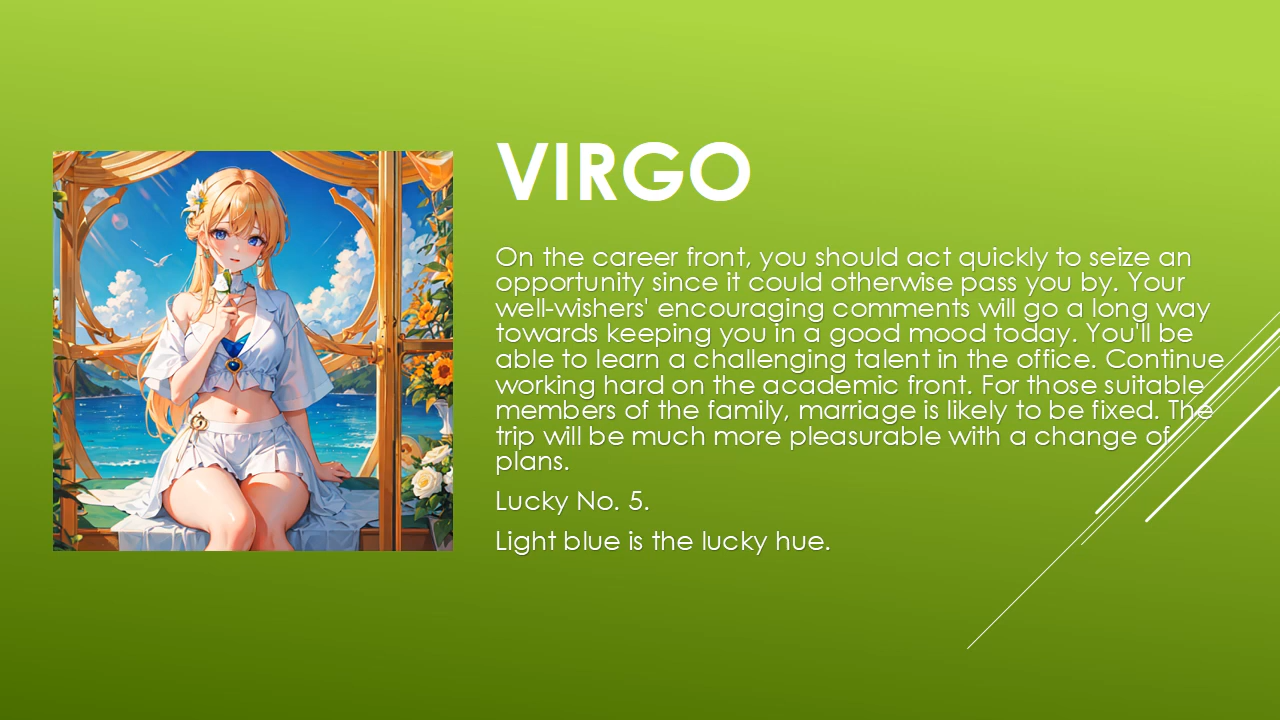 VIRGO
On the career front, you should act quickly to seize an
opportunity since it could otherwise pass you by. Your
well-wishers' encouraging comments will go a long way
towards keeping you in a good mood today. You'll be
able to learn a challenging talent in the office. Continue
working hard on the academic front. For those suitable
members of the family, marriage is likely to be fixed. The
trip will be much more pleasurable with a change of
plans.
Lucky No. 5.
Light blue is the lucky hue.